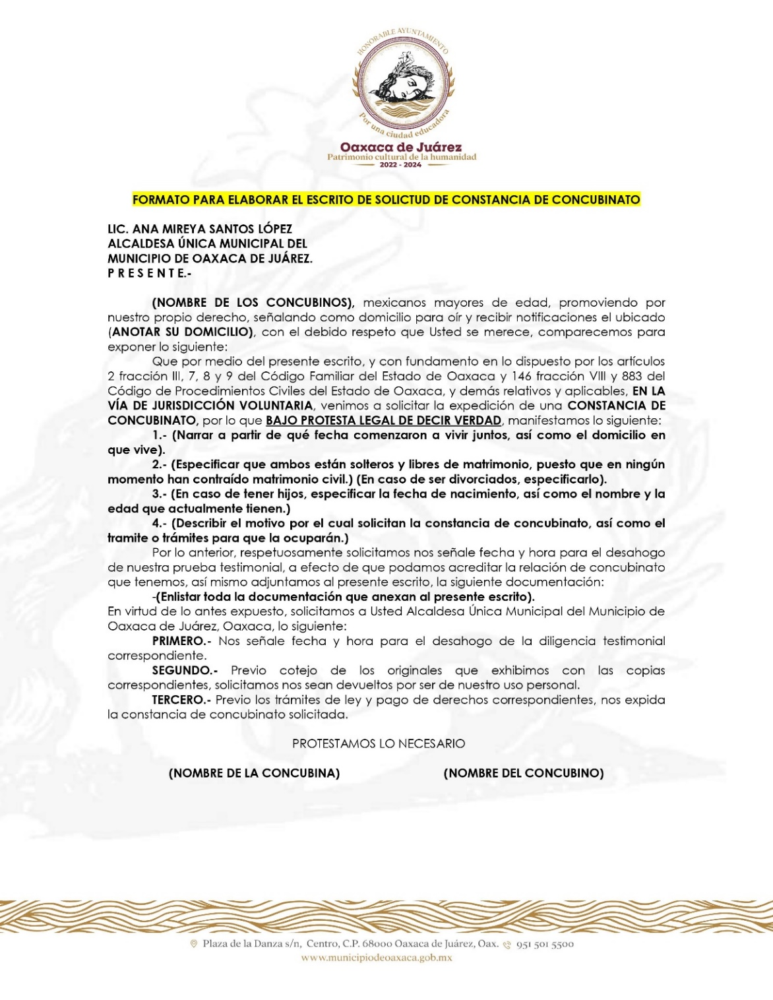 HONORABLE AYUNTAMIENTO
Por una ciudad educadora
Oaxaca de Juárez
Patrimonio cultural de la humanidad
2022 - 2024
FORMATO PARA ELABORAR EL ESCRITO DE SOLICTUD DE CONSTANCIA DE CONCUBINATO
LIC. ANA MIREYA SANTOS LÓPEZ
ALCALDESA ÚNICA MUNICIPAL DEL
MUNICIPIO DE OAXACA DE JUÁREZ.
P R E S E N T E.-
(NOMBRE DE LOS CONCUBINOS), mexicanos mayores de edad, promoviendo por
nuestro propio derecho, señalando como domicilio para oír y recibir notificaciones el ubicado
(ANOTAR SU DOMICILIO), con el debido respeto que Usted se merece, comparecemos para
exponer lo siguiente:
Que por medio del presente escrito, y con fundamento en lo dispuesto por los artículos
2 fracción III, 7, 8 y 9 del Código Familiar del Estado de Oaxaca y 146 fracción VIII y 883 del
Código de Procedimientos Civiles del Estado de Oaxaca, y demás relativos y aplicables, EN LA
VÍA DE JURISDICCIÓN VOLUNTARIA, venimos a solicitar la expedición de una CONSTANCIA DE
CONCUBINATO, por lo que BAJO PROTESTA LEGAL DE DECIR VERDAD, manifestamos lo siguiente:
1.- (Narrar a partir de qué fecha comenzaron a vivir juntos, así como el domicilio en
que vive).
2.- (Especificar que ambos están solteros y libres de matrimonio, puesto que en ningún
momento han contraído matrimonio civil.) (En caso de ser divorciados, especificarlo).
3.- (En caso de tener hijos, especificar la fecha de nacimiento, así como el nombre y la
edad que actualmente tienen.)
4.- (Describir el motivo por el cual solicitan la constancia de concubinato, así como el
tramite o trámites para que la ocuparán.)
Por lo anterior, respetuosamente solicitamos nos señale fecha y hora para el desahogo
de nuestra prueba testimonial, a efecto de que podamos acreditar la relación de concubinato
que tenemos, así mismo adjuntamos al presente escrito, la siguiente documentación:
-(Enlistar toda la documentación que anexan al presente escrito).
En virtud de lo antes expuesto, solicitamos a Usted Alcaldesa Única Municipal del Municipio de
Oaxaca de Juárez, Oaxaca, lo siguiente:
PRIMERO.- Nos señale fecha y hora para el desahogo de la diligencia testimonial
correspondiente.
SEGUNDO.- Previo cotejo de los originales que exhibimos con las copias
correspondientes, solicitamos nos sean devueltos por ser de nuestro uso personal.
TERCERO.- Previo los trámites de ley y pago de derechos correspondientes, nos expida
la constancia de concubinato solicitada.
PROTESTAMOS LO NECESARIO
(NOMBRE DE LA CONCUBINA) (NOMBRE DEL CONCUBINO)
Plaza de la Danza s/n, Centro, C.P. 68000 Oaxaca de Juárez, Oax. 951 501 5500
www.municipiodeoaxaca.gob.mx